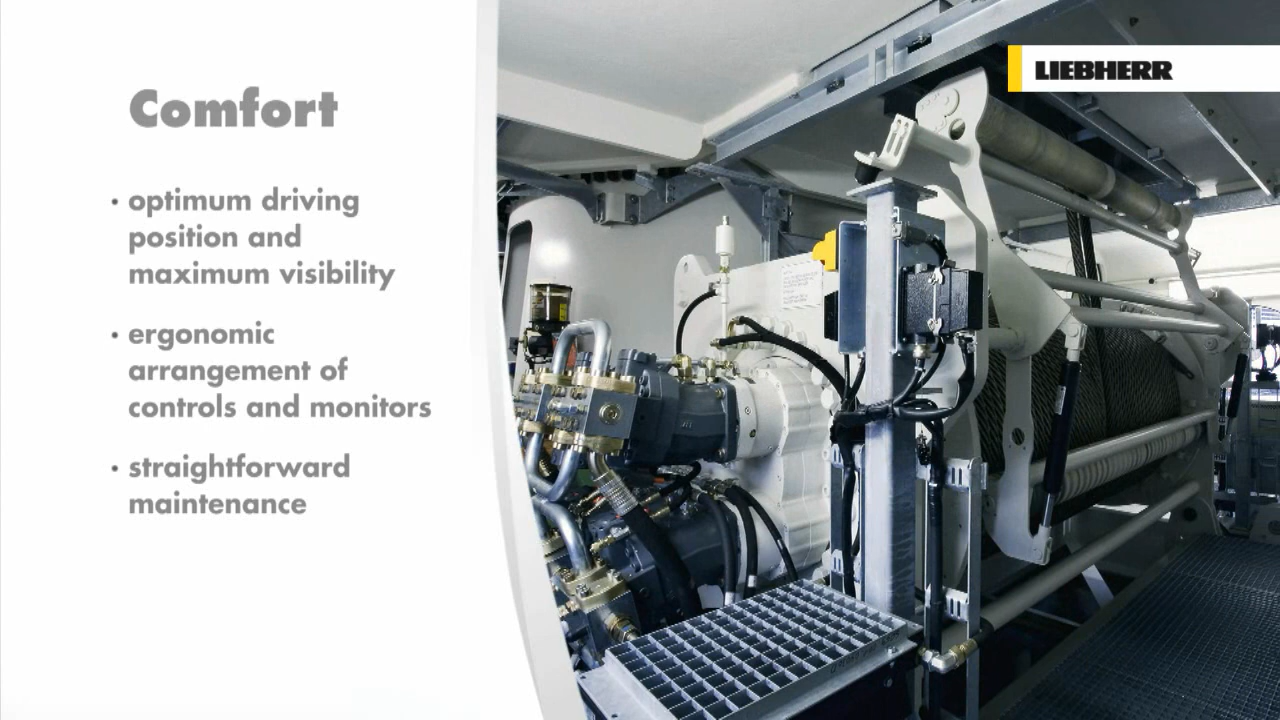 LIEBHERR
Comfort
• optimum driving
position and
maximum visibility
• ergonomic
arrangement of
controls and monitors
• straightforward
maintenance